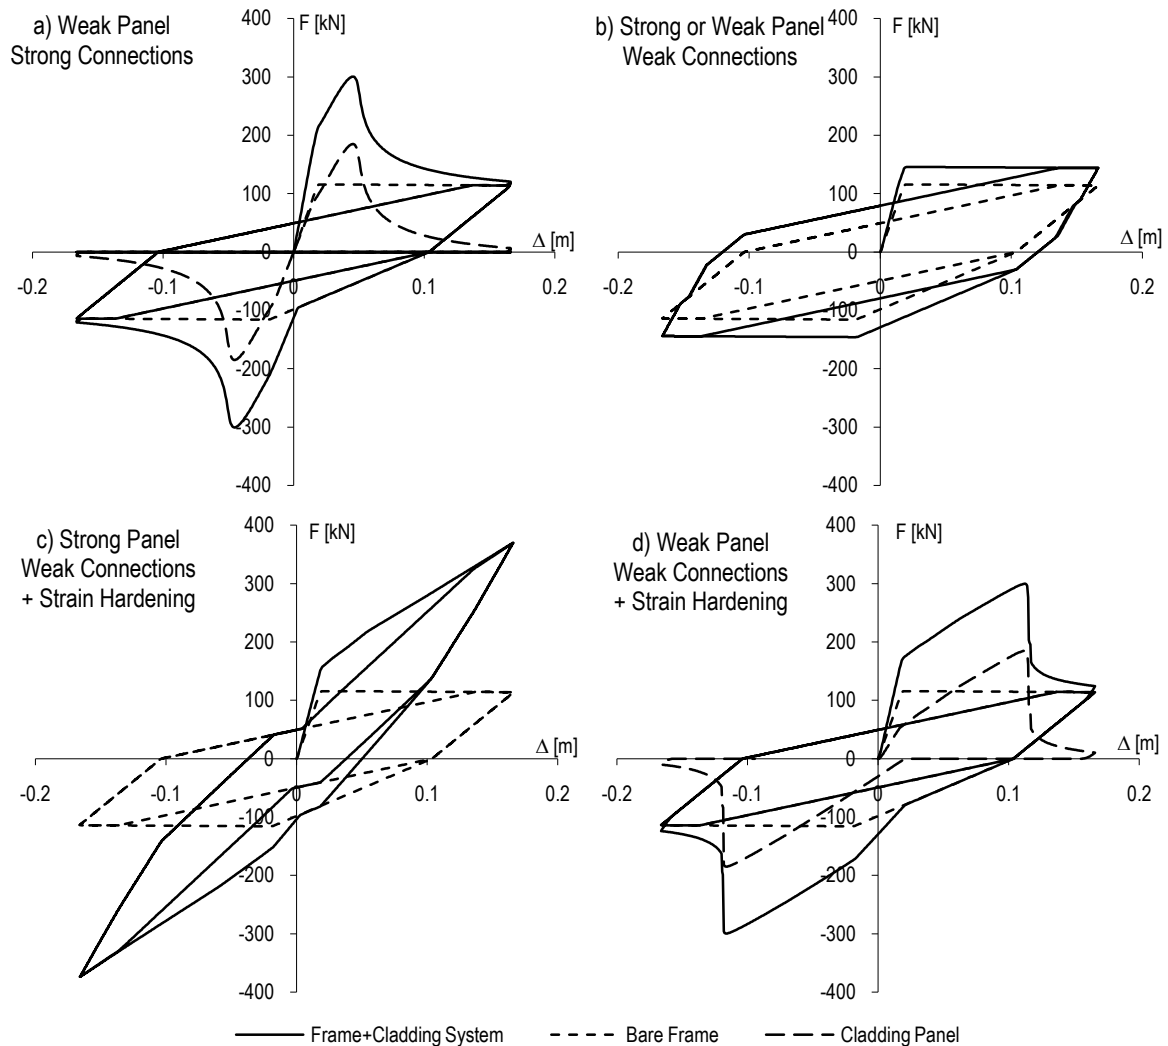 a) Weak Panel
Strong Connections
F [kN]
400
300
200
100
0
-100
-200
-300
-400
-0.2
-0.1
0
0.1
0.2
Δ [m]
b) Strong or Weak Panel
Weak Connections
F [kN]
400
300
200
100
0
-100
-200
-300
-400
-0.2
-0.1
0
0.1
0.2
Δ [m]
c) Strong Panel
Weak Connections
+ Strain Hardening
F [kN]
400
300
200
100
0
-100
-200
-300
-400
-0.2
-0.1
0
0.1
0.2
Δ [m]
d) Weak Panel
Weak Connections
+ Strain Hardening
F [kN]
400
300
200
100
0
-100
-200
-300
-400
-0.2
-0.1
0
0.1
0.2
Δ [m]
Frame+Cladding System
Bare Frame
Cladding Panel